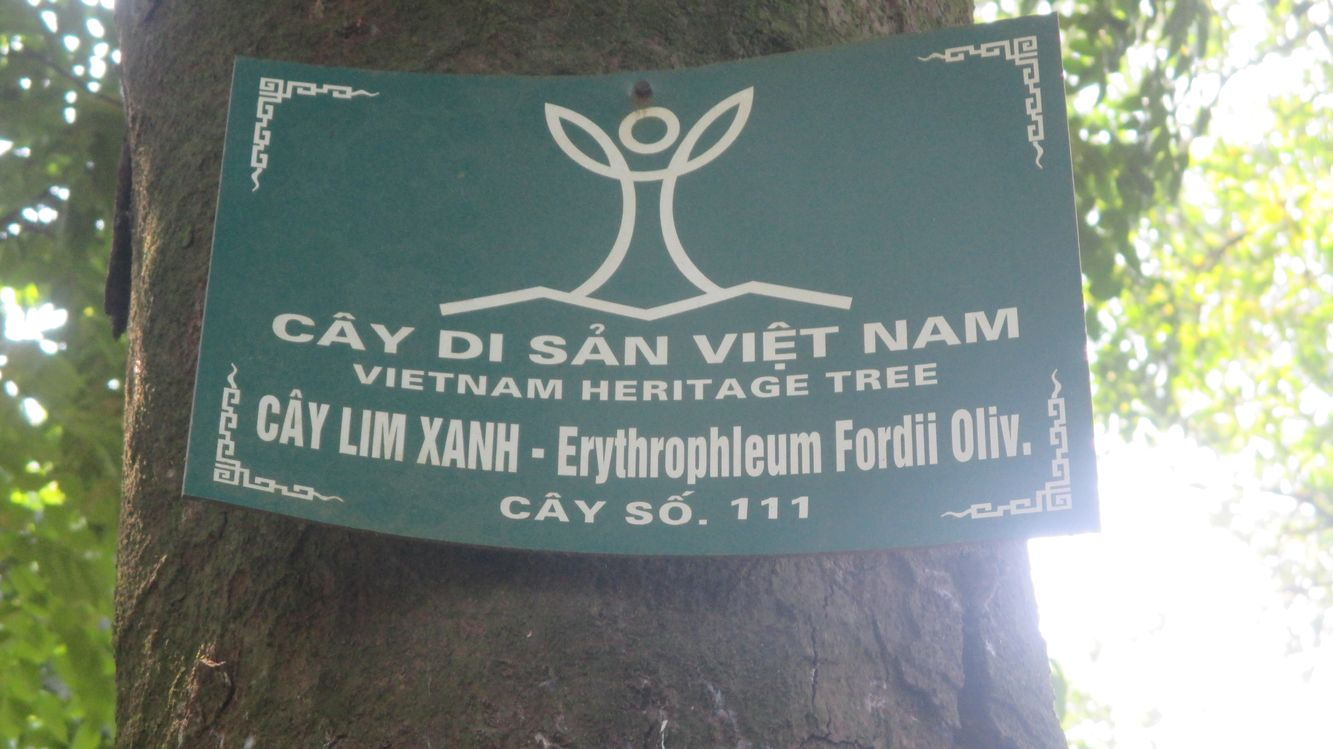 CÂY DI SẢN VIỆT NAM
VIETNAM HERITAGE TREE
CÂY LIM XANH - Erythrophleum Fordii Oliv.
CÂY SỐ. 111